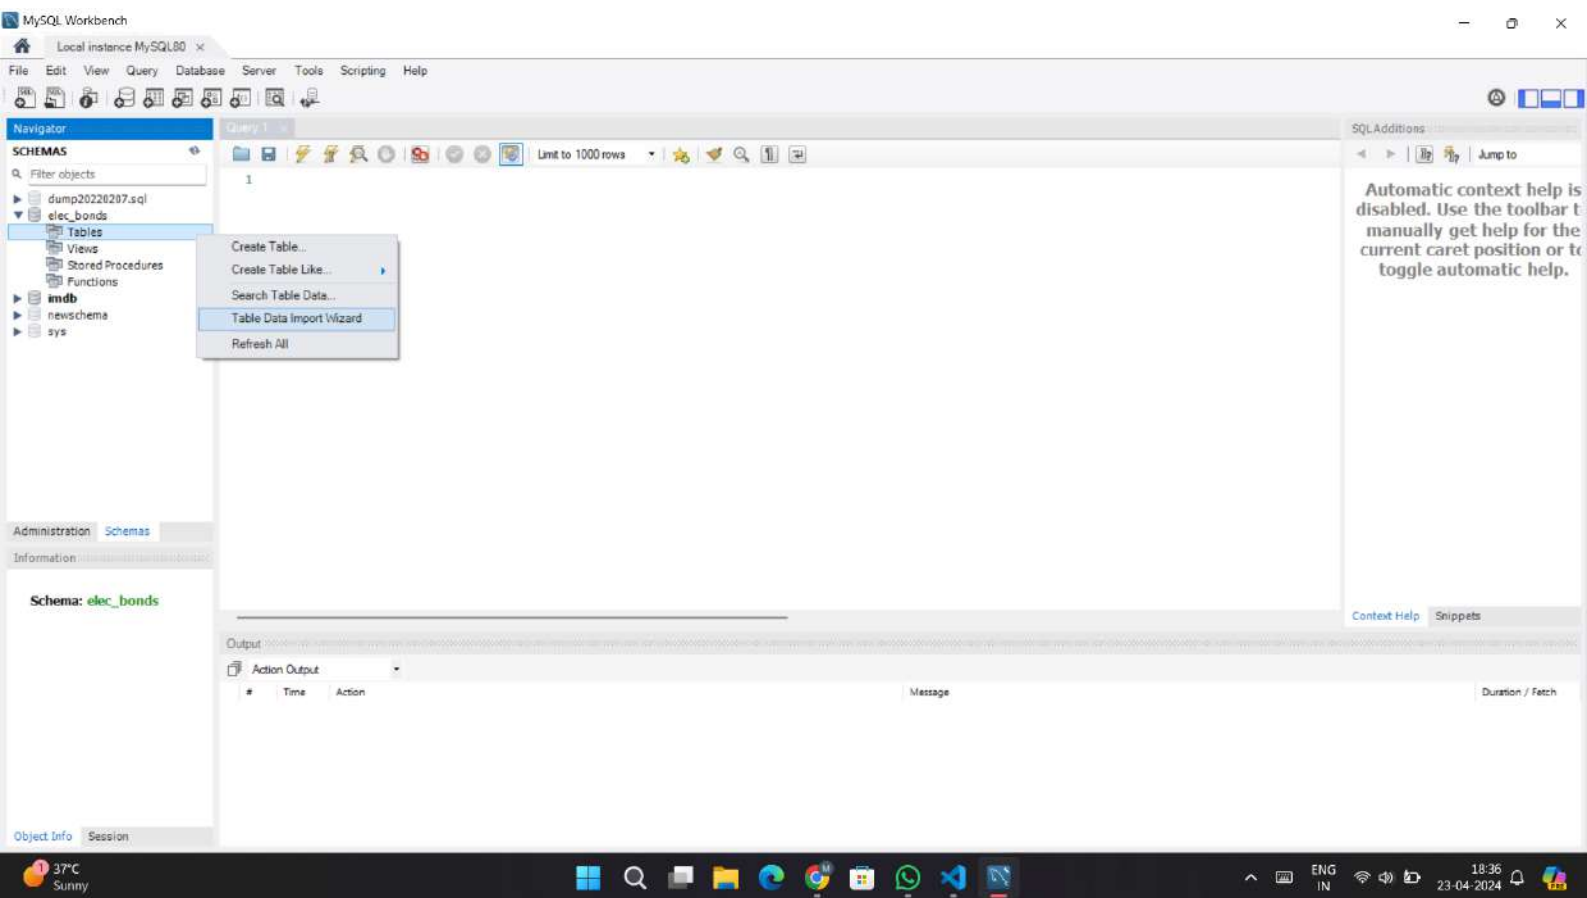 MySQL Workbench
Local instance MySQL80 ×
File Edit View Query Database Server Tools Scripting Help
Navigator
SCHEMAS
Filter objects
dump20220207.sql
elec_bonds
Tables
Views
Stored Procedures
Functions
imdb
newschema
sys
Create Table...
Create Table Like...
Search Table Data...
Table Data Import Wizard
Refresh All
Administration Schemas
Information
Schema: elec_bonds
Object Info Session
Query 1 ×
Limit to 1000 rows
1
Output
Action Output
# Time Action Message Duration / Fetch
SQLAdditions
Jump to
Automatic context help is
disabled. Use the toolbar t
manually get help for the
current caret position or to
toggle automatic help.
Context Help Snippets
1
37°C
Sunny
M
ENG
IN
18:36
23-04-2024
PRE